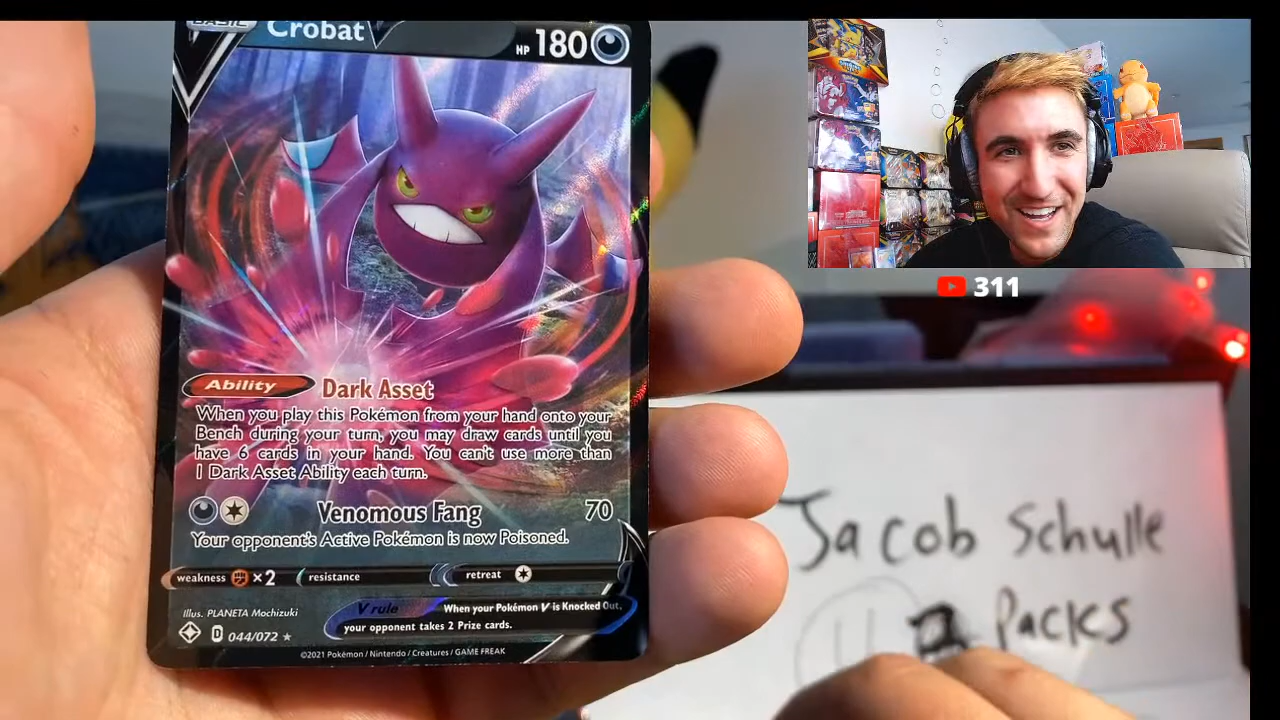 BASIC
Crobat V
HP 180
Ability Dark Asset
When you play this Pokémon from your hand onto your
Bench during your turn, you may draw cards until you
have 6 cards in your hand. You can't use more than
1 Dark Asset Ability each turn.
Venomous Fang 70
Your opponent's Active Pokémon is now Poisoned.
weakness ×2 resistance retreat
V rule When your Pokémon V is Knocked Out,
your opponent takes 2 Prize cards.
Illus. PLANETA Mochizuki
D 044/072
©2021 Pokémon / Nintendo / Creatures / GAME FREAK
311
Jacob Schulle
Packs